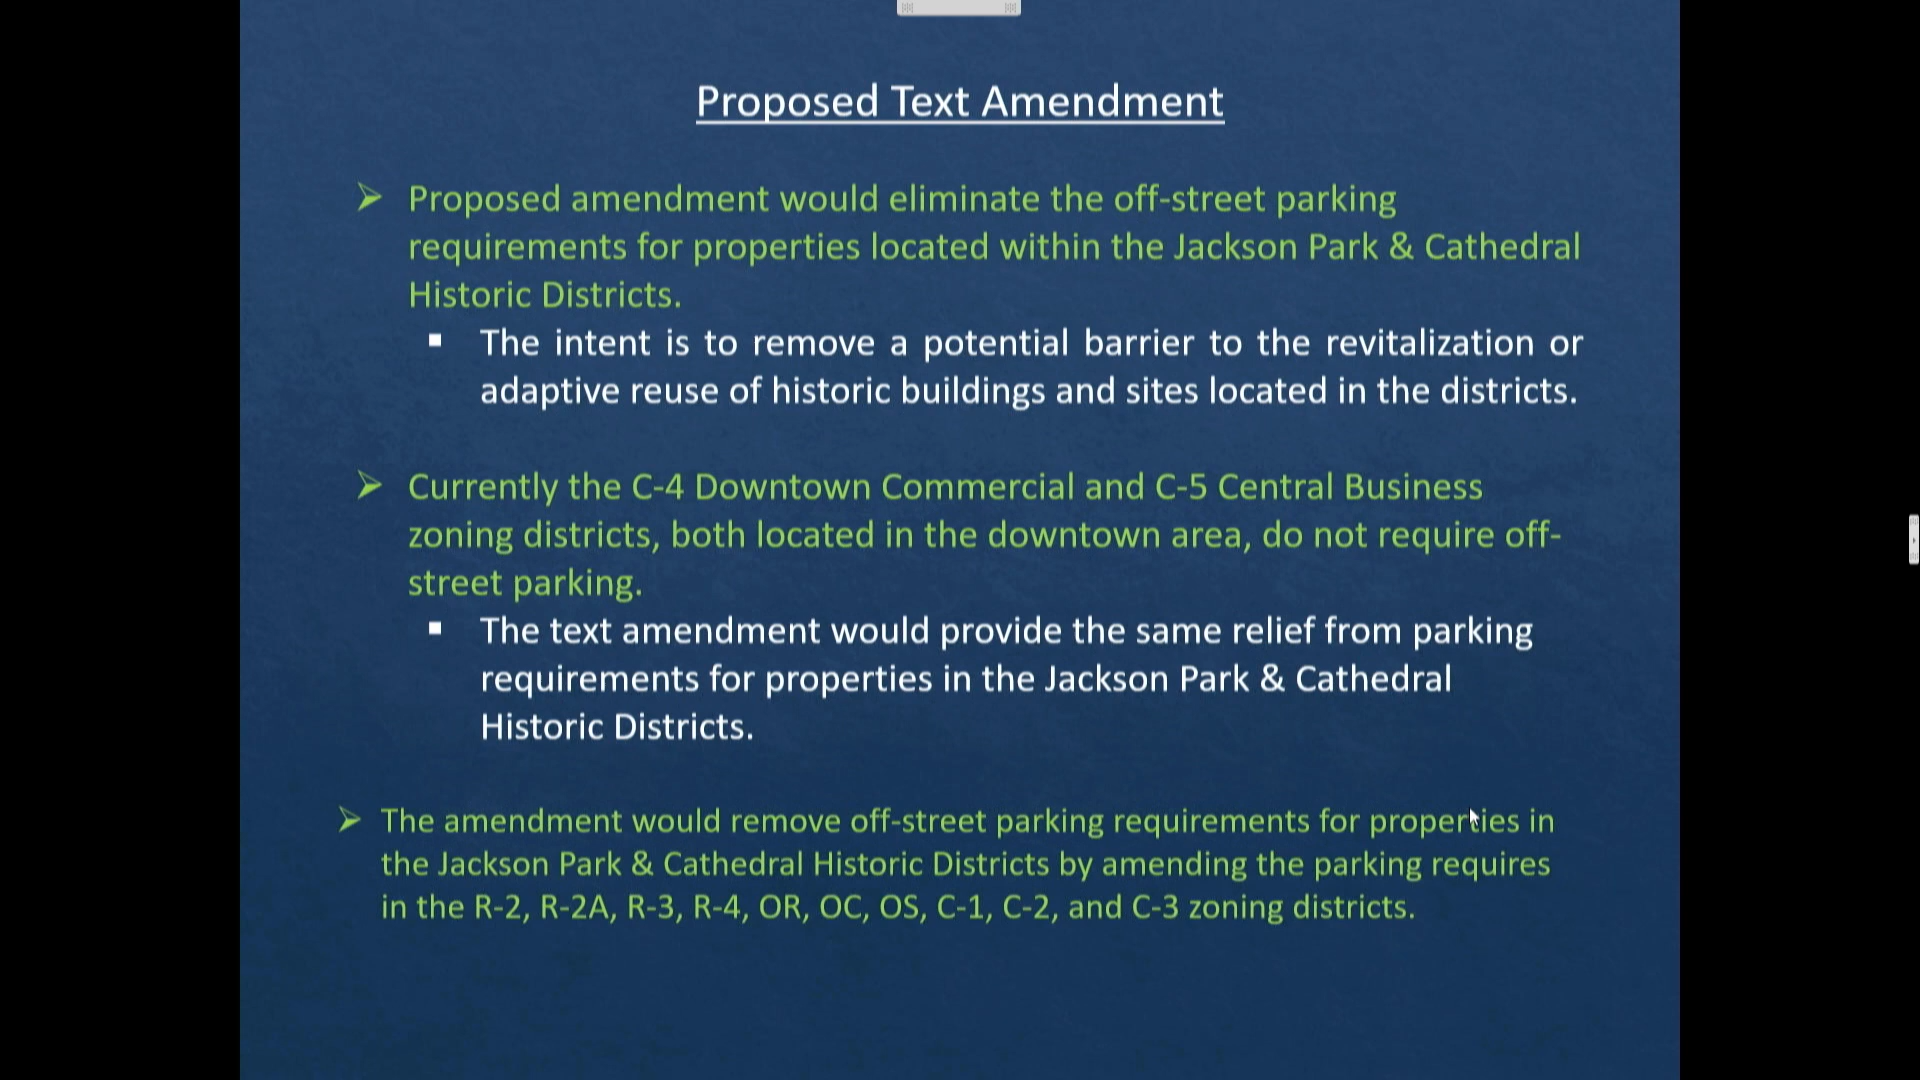 Proposed Text Amendment
Proposed amendment would eliminate the off-street parking
requirements for properties located within the Jackson Park & Cathedral
Historic Districts.
The intent is to remove a potential barrier to the revitalization or
adaptive reuse of historic buildings and sites located in the districts.
Currently the C-4 Downtown Commercial and C-5 Central Business
zoning districts, both located in the downtown area, do not require off-
street parking.
The text amendment would provide the same relief from parking
requirements for properties in the Jackson Park & Cathedral
Historic Districts.
The amendment would remove off-street parking requirements for properties in
the Jackson Park & Cathedral Historic Districts by amending the parking requires
in the R-2, R-2A, R-3, R-4, OR, OC, OS, C-1, C-2, and C-3 zoning districts.